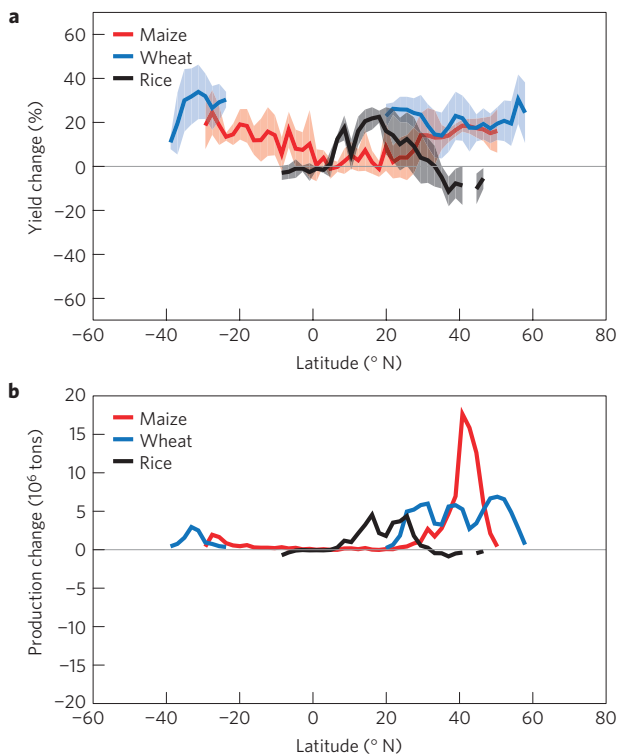 a
60
40
20
0
−20
−40
−60
Yield change (%)
Maize
Wheat
Rice
−60 −40 −20 0 20 40 60 80
Latitude (° N)
b
20
15
10
5
0
−5
−10
−15
−20
Production change (10⁶ tons)
Maize
Wheat
Rice
−60 −40 −20 0 20 40 60 80
Latitude (° N)